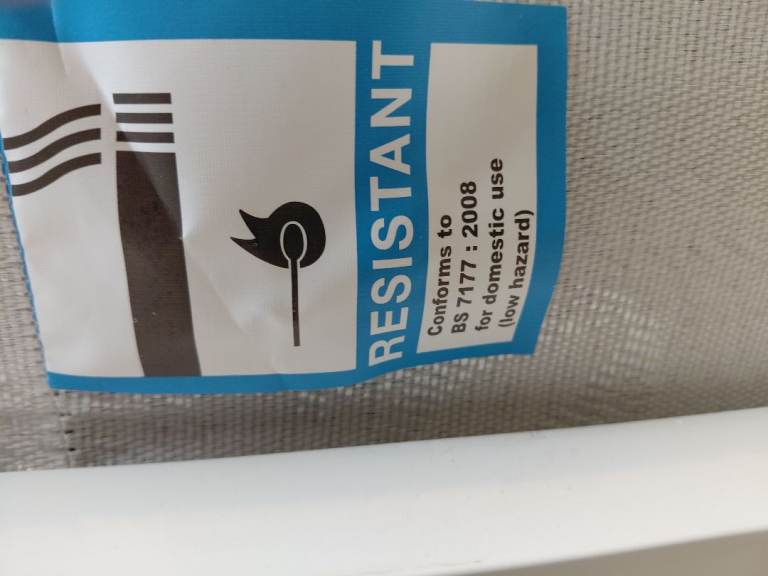 RESISTANT
Conforms to
BS 7177 : 2008
for domestic use
(low hazard)